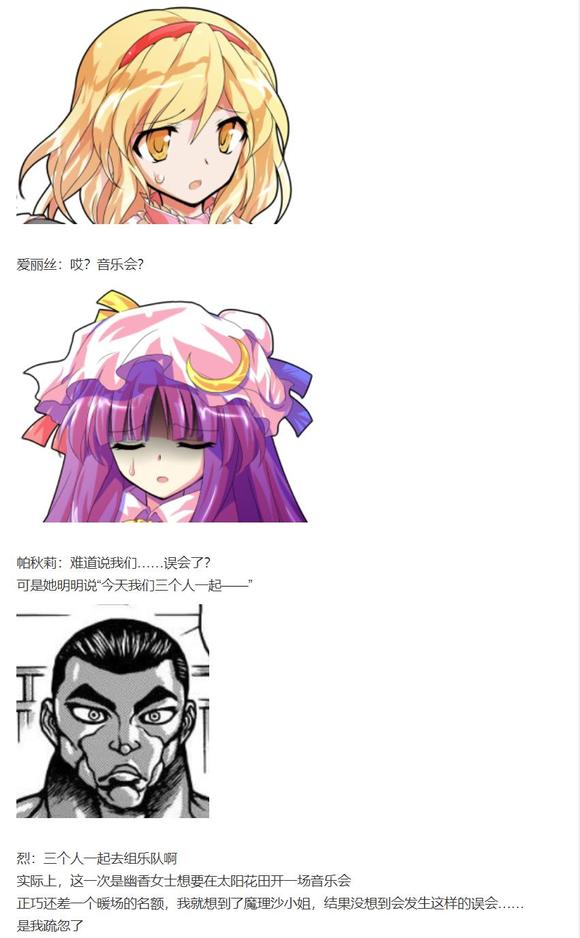 爱丽丝：哎？音乐会？
帕秋莉：难道说我们……误会了？
可是她明明说“今天我们三个人一起——”
烈：三个人一起去组乐队啊
实际上，这一次是幽香女士想要在太阳花田开一场音乐会
正巧还差一个暖场的名额，我就想到了魔理沙小姐，结果没想到会发生这样的误会……
是我疏忽了